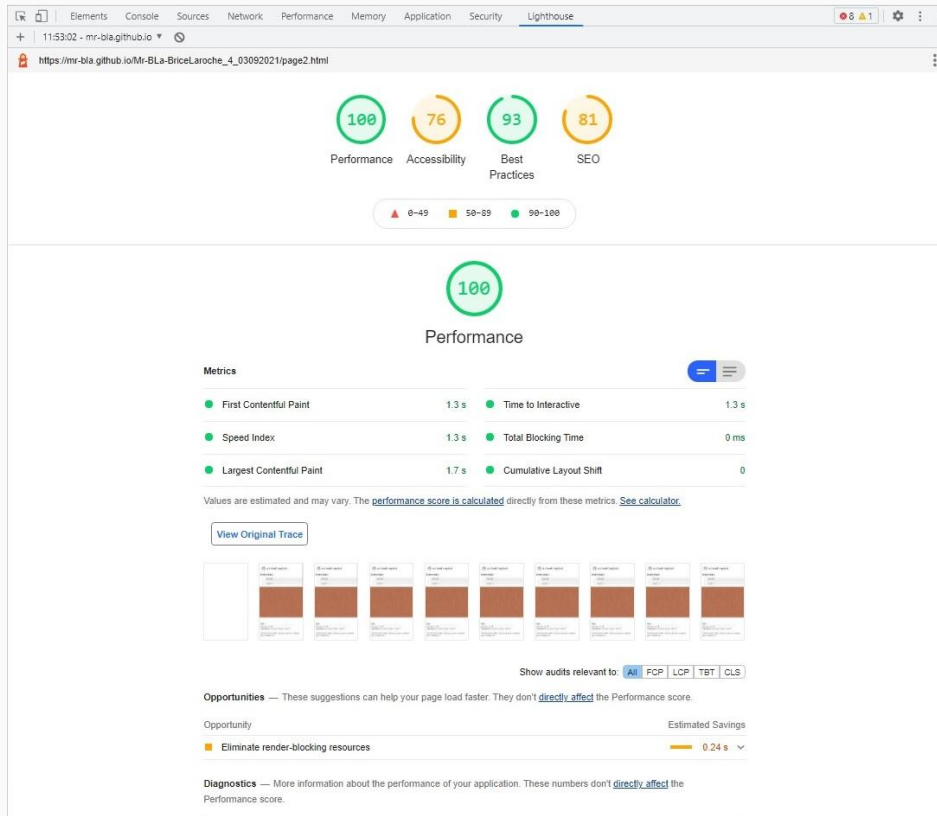 Elements Console Sources Network Performance Memory Application Security Lighthouse 8 1
+ 11:53:02 - mr-bla.github.io ▼
https://mr-bla.github.io/Mr-BLa-BriceLaroche_4_03092021/page2.html
100 76 93 81
Performance Accessibility Best Practices SEO
0-49 50-89 90-100
100
Performance
Metrics
First Contentful Paint 1.3 s Time to Interactive 1.3 s
Speed Index 1.3 s Total Blocking Time 0 ms
Largest Contentful Paint 1.7 s Cumulative Layout Shift 0
Values are estimated and may vary. The performance score is calculated directly from these metrics. See calculator.
View Original Trace
Show audits relevant to: All FCP LCP TBT CLS
Opportunities — These suggestions can help your page load faster. They don't directly affect the Performance score.
Opportunity Estimated Savings
Eliminate render-blocking resources 0.24 s
Diagnostics — More information about the performance of your application. These numbers don't directly affect the
Performance score.